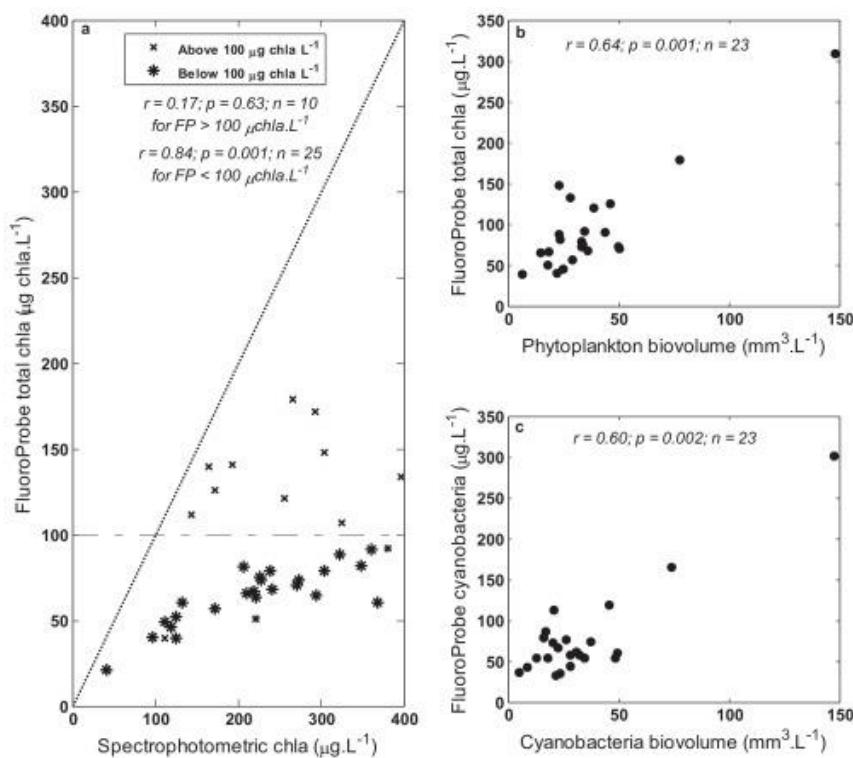 a
× Above 100 µg chla L⁻¹
✱ Below 100 µg chla L⁻¹
r = 0.17; p = 0.63; n = 10
for FP > 100 µchla.L⁻¹
r = 0.84; p = 0.001; n = 25
for FP < 100 µchla.L⁻¹
400
350
300
250
200
150
100
50
0
0 100 200 300 400
FluoroProbe total chla (µg chla.L⁻¹)
Spectrophotometric chla (µg.L⁻¹)
b
r = 0.64; p = 0.001; n = 23
350
300
250
200
150
100
50
0
0 50 100 150
FluoroProbe total chla (µg.L⁻¹)
Phytoplankton biovolume (mm³.L⁻¹)
c
r = 0.60; p = 0.002; n = 23
350
300
250
200
150
100
50
0
0 50 100 150
FluoroProbe cyanobacteria (µg.L⁻¹)
Cyanobacteria biovolume (mm³.L⁻¹)